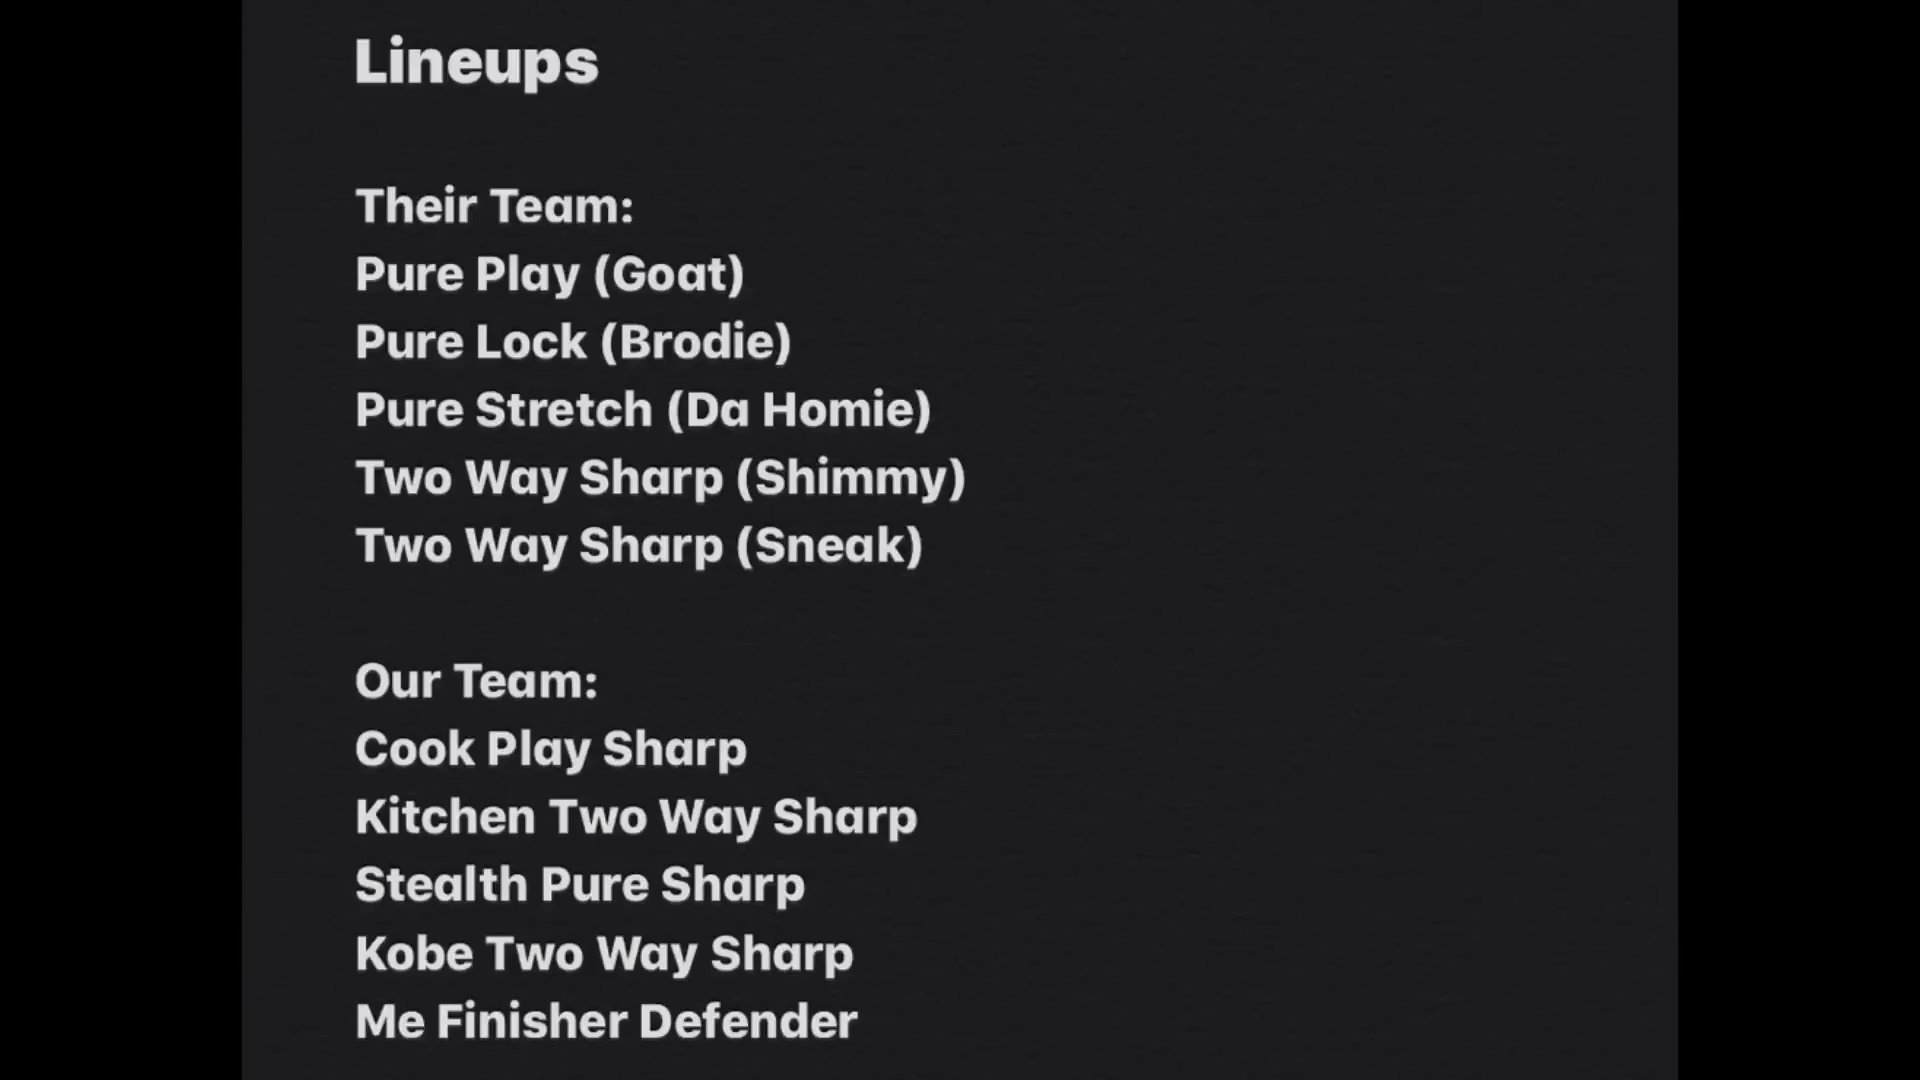 Lineups
Their Team:
Pure Play (Goat)
Pure Lock (Brodie)
Pure Stretch (Da Homie)
Two Way Sharp (Shimmy)
Two Way Sharp (Sneak)
Our Team:
Cook Play Sharp
Kitchen Two Way Sharp
Stealth Pure Sharp
Kobe Two Way Sharp
Me Finisher Defender